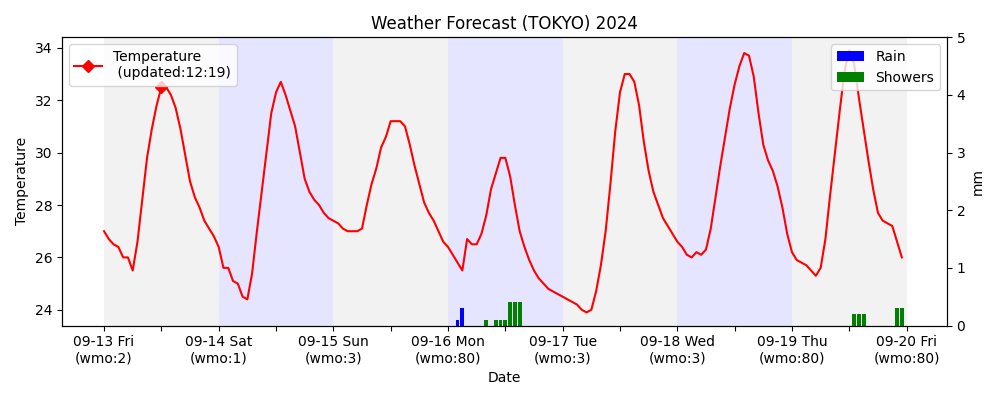 Weather Forecast (TOKYO) 2024
Temperature
(updated:12:19)
Rain
Showers
34
32
30
28
26
24
Temperature
5
4
3
2
1
0
mm
09-13 Fri
(wmo:2)
09-14 Sat
(wmo:1)
09-15 Sun
(wmo:3)
09-16 Mon
(wmo:80)
09-17 Tue
(wmo:3)
09-18 Wed
(wmo:3)
09-19 Thu
(wmo:80)
09-20 Fri
(wmo:80)
Date